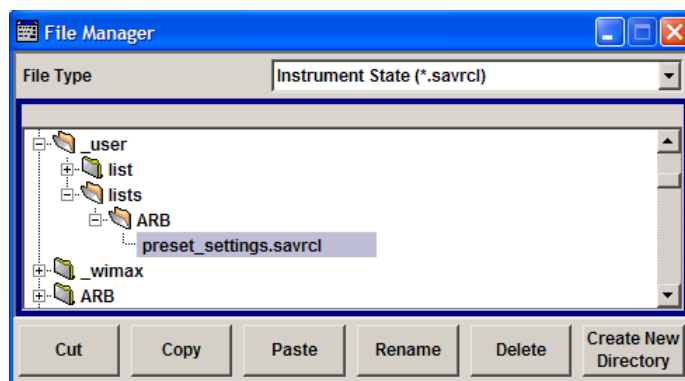 File Manager
File Type
Instrument State (*.savrcl)
_user
list
lists
ARB
preset_settings.savrcl
_wimax
ARB
Cut
Copy
Paste
Rename
Delete
Create New
Directory